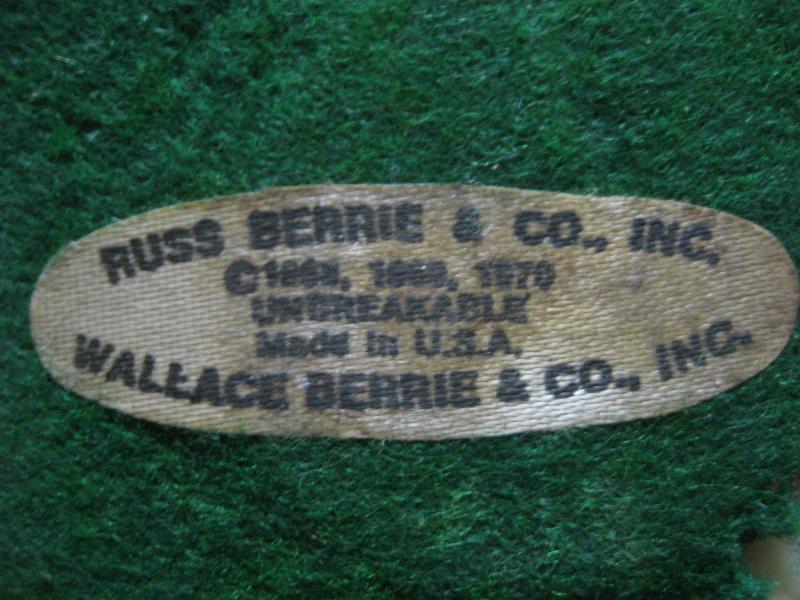 RUSS BERRIE & CO., INC.
©1968, 1969, 1970
UNBREAKABLE
Made in U.S.A.
WALLACE BERRIE & CO., INC.